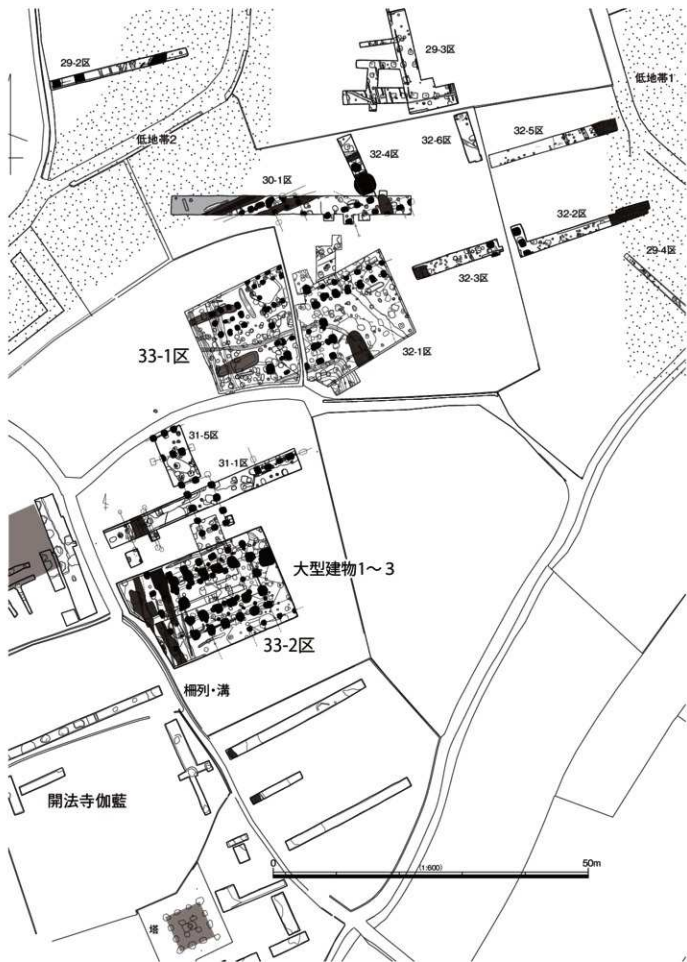 29-2区
29-3区
低地帯1
低地帯2
32-4区
32-6区
32-5区
30-1区
32-2区
32-3区
29-4区
33-1区
32-1区
31-5区
31-1区
大型建物1～3
33-2区
柵列・溝
開法寺伽藍
0
(1:600)
50m
塔